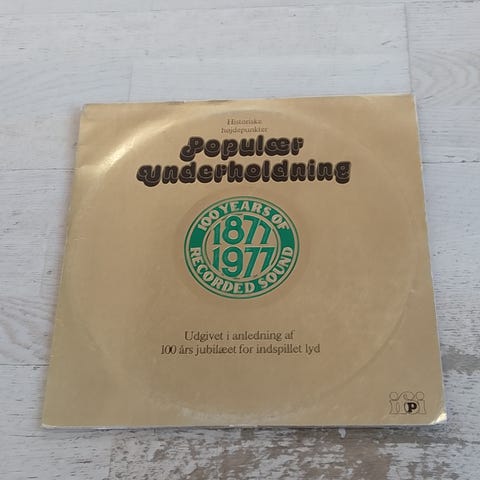 Historiske
højdepunkter
Populær
underholdning
100 YEARS OF
1877
1977
RECORDED SOUND
Udgivet i anledning af
100 års jubilæet for indspillet lyd
ifpi